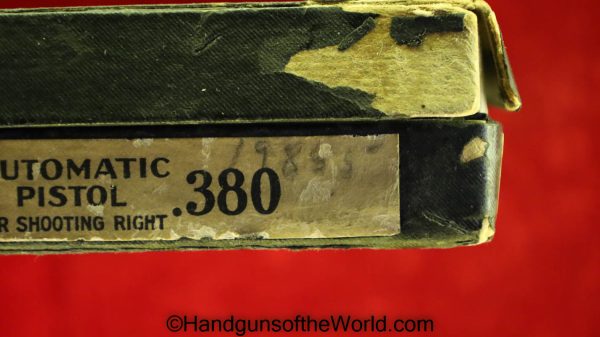 UTOMATIC
PISTOL
R SHOOTING RIGHT
.380
©HandgunsoftheWorld.com